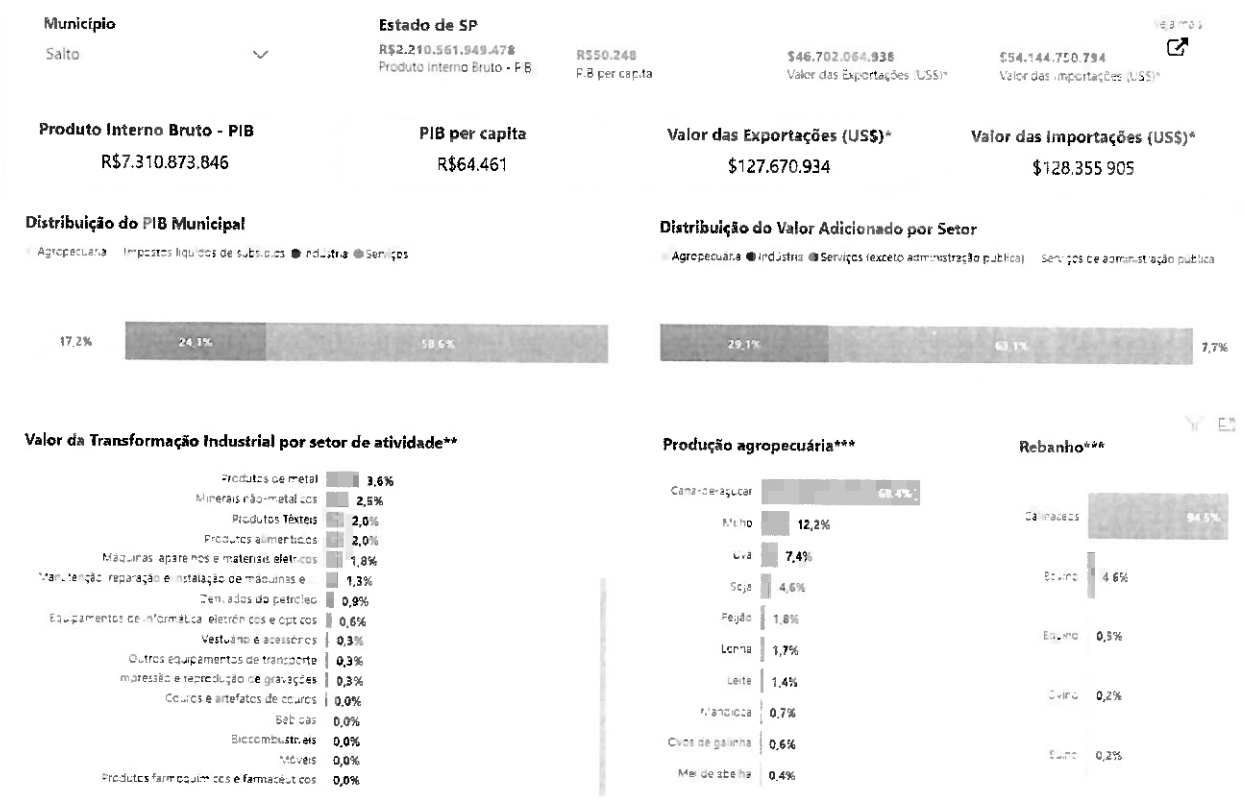 Município
Salto
Estado de SP
R$2.210.561.949.478
Produto Interno Bruto - PIB
R$50.248
PIB per capita
$46.702.064.938
Valor das Exportações (US$)*
$54.144.750.794
Valor das Importações (US$)*
Veja mais
Produto Interno Bruto - PIB
R$7.310.873.846
PIB per capita
R$64.461
Valor das Exportações (US$)*
$127.670.934
Valor das Importações (US$)*
$128.355.905
Distribuição do PIB Municipal
Agropecuária Impostos líquidos de subsídios Indústria Serviços
17,2% 24,1% 58,6%
Distribuição do Valor Adicionado por Setor
Agropecuária Indústria Serviços (exceto administração pública) Serviços de administração pública
29,1% 63,1% 7,7%
Valor da Transformação Industrial por setor de atividade**
Produtos de metal 3,6%
Minerais não-metálicos 2,5%
Produtos Têxteis 2,0%
Produtos alimentícios 2,0%
Máquinas, aparelhos e materiais elétricos 1,8%
Manutenção, reparação e instalação de máquinas e ... 1,3%
Derivados do petróleo 0,9%
Equipamentos de informática, eletrônicos e ópticos 0,6%
Vestuário e acessórios 0,3%
Outros equipamentos de transporte 0,3%
Impressão e reprodução de gravações 0,3%
Couros e artefatos de couros 0,0%
Bebidas 0,0%
Biocombustíveis 0,0%
Móveis 0,0%
Produtos farmoquímicos e farmacêuticos 0,0%
Produção agropecuária***
Cana-de-açúcar 68,4%
Milho 12,2%
Uva 7,4%
Soja 4,6%
Feijão 1,8%
Lenha 1,7%
Leite 1,4%
Mandioca 0,7%
Ovos de galinha 0,6%
Mel de abelha 0,4%
Rebanho***
Galináceos 94,5%
Bovino 4,6%
Equino 0,5%
Ovino 0,2%
Suíno 0,2%